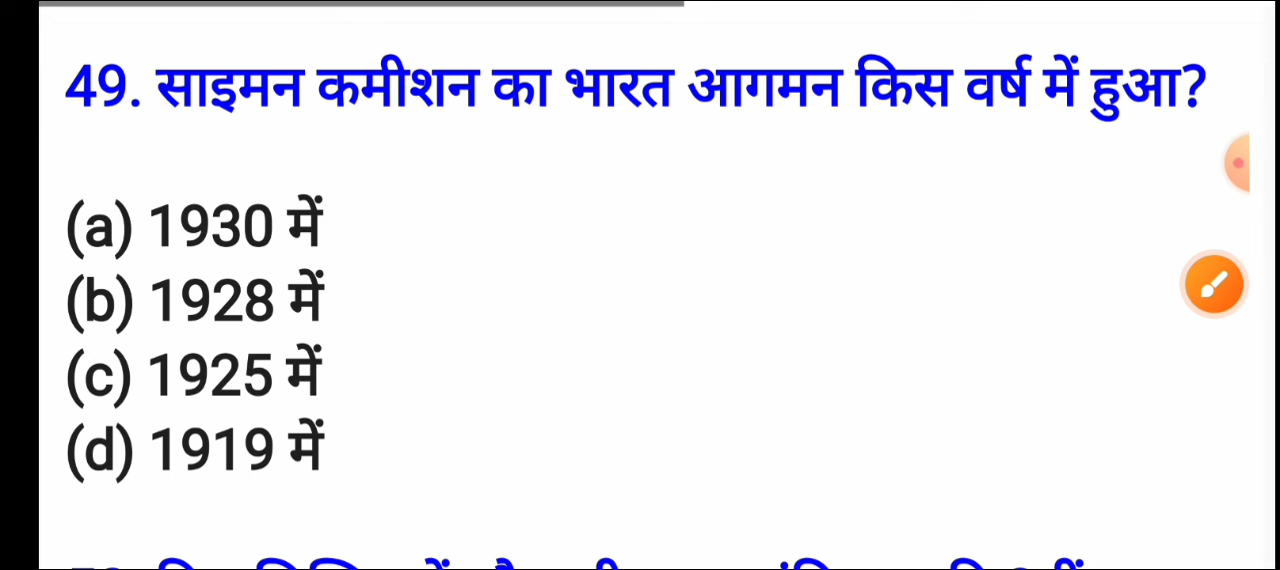 49. साइमन कमीशन का भारत आगमन किस वर्ष में हुआ?
(a) 1930 में
(b) 1928 में
(c) 1925 में
(d) 1919 में